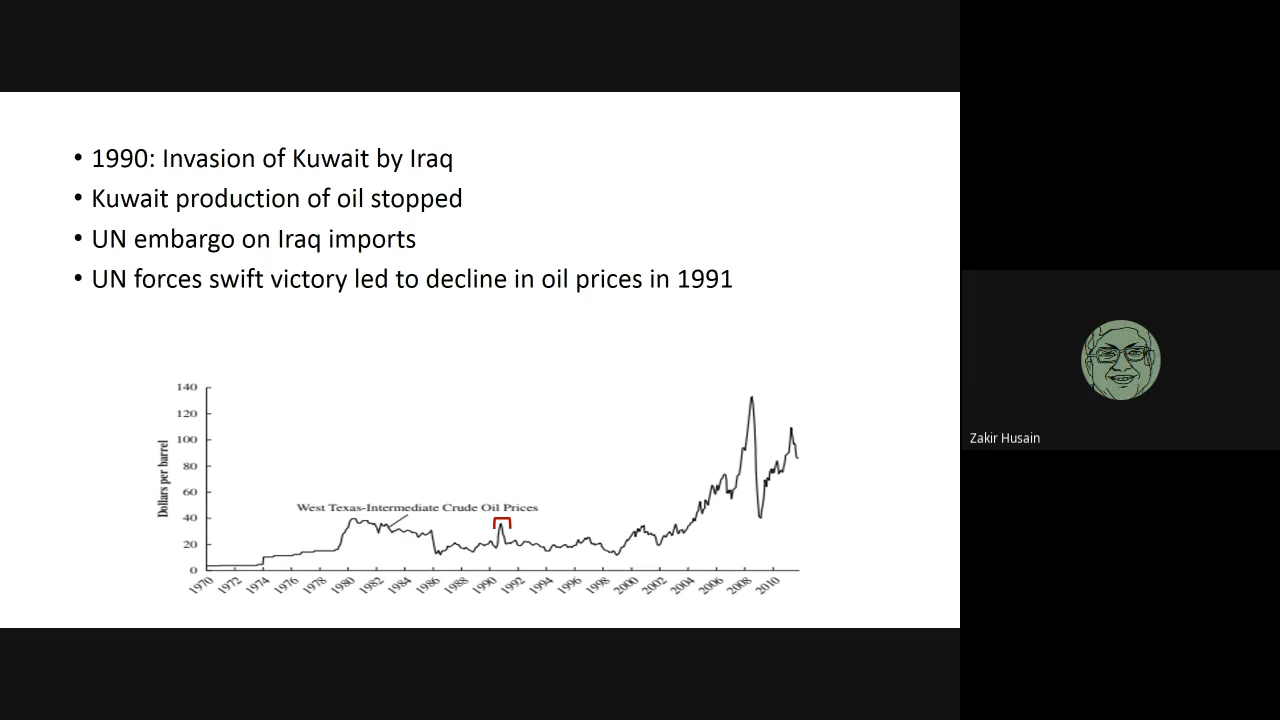 • 1990: Invasion of Kuwait by Iraq
• Kuwait production of oil stopped
• UN embargo on Iraq imports
• UN forces swift victory led to decline in oil prices in 1991
140
120
100
80
60
40
20
0
Dollars per barrel
West Texas-Intermediate Crude Oil Prices
1970 1972 1974 1976 1978 1980 1982 1984 1986 1988 1990 1992 1994 1996 1998 2000 2002 2004 2006 2008 2010
Zakir Husain